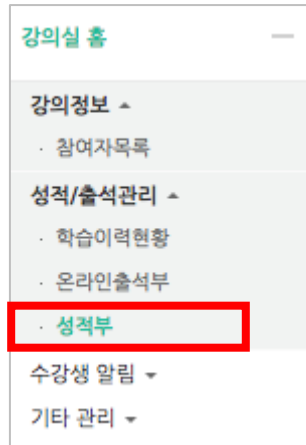 강의실 홈
강의정보
· 참여자목록
성적/출석관리
· 학습이력현황
· 온라인출석부
· 성적부
수강생 알림
기타 관리